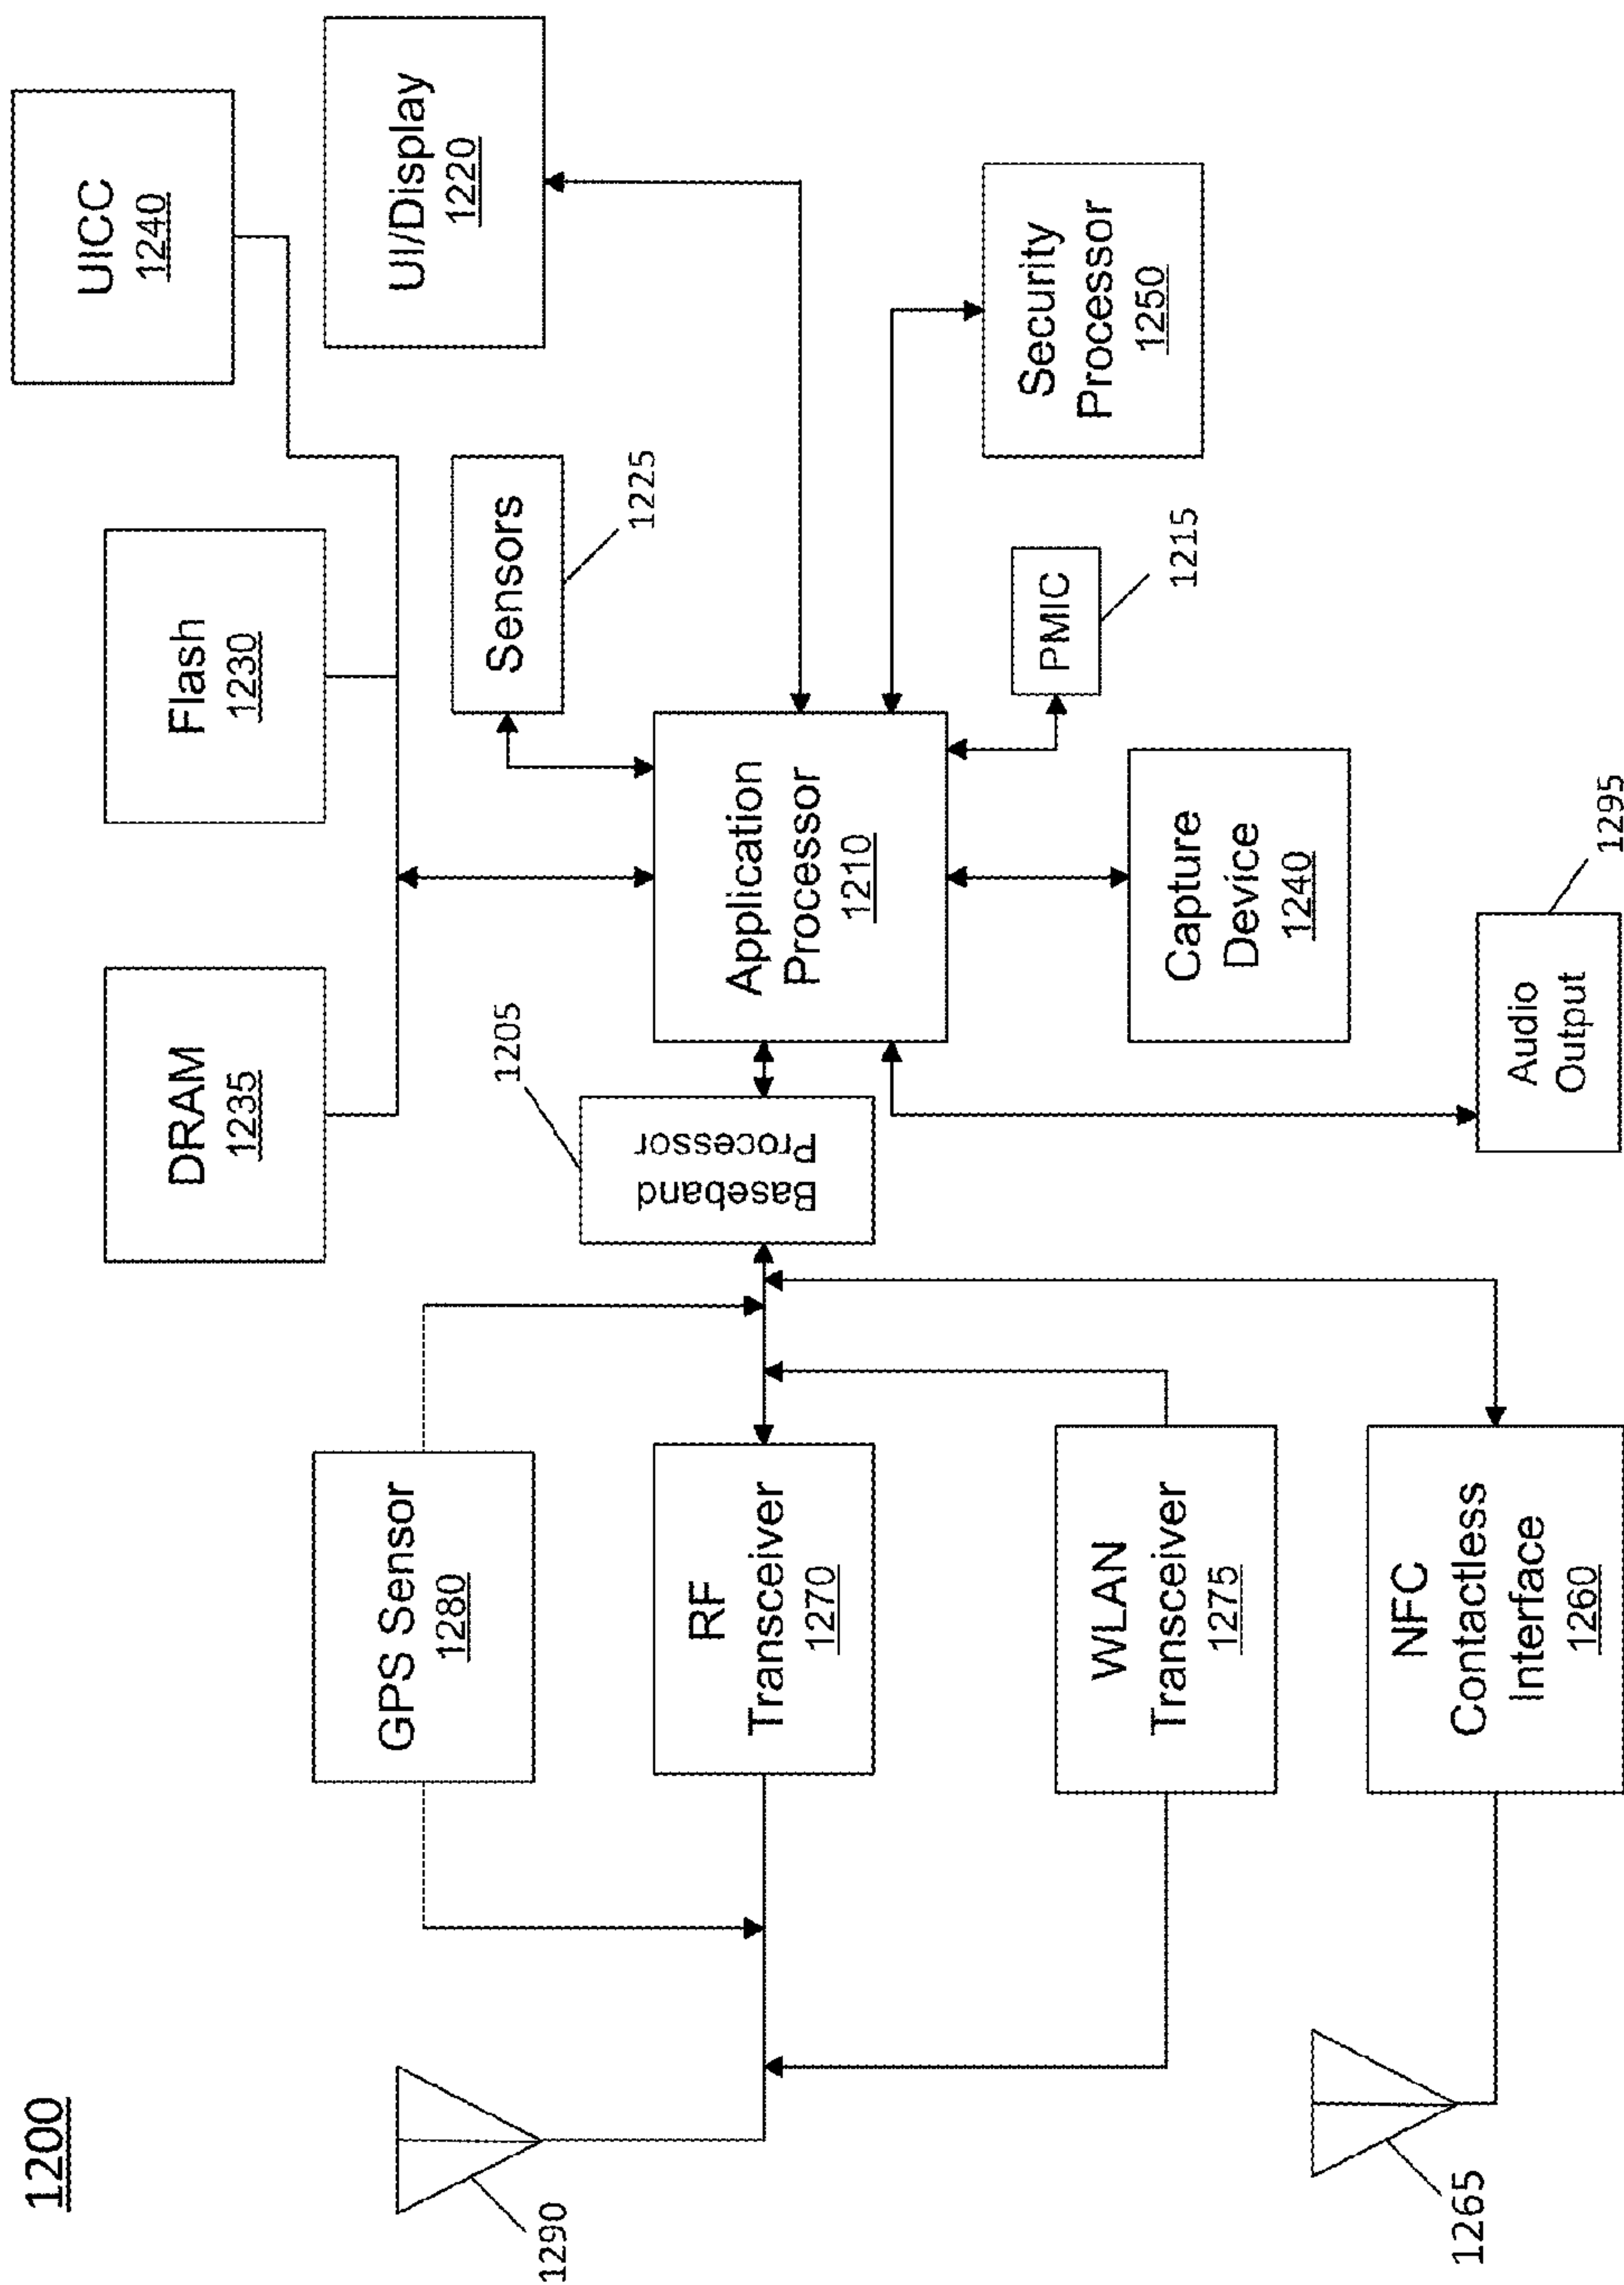 1200
UICC
1240
Flash
1230
DRAM
1235
UI/Display
1220
Sensors
1225
GPS Sensor
1280
1290
1205
Baseband
Processor
Application
Processor
1210
RF
Transceiver
1270
Security
Processor
1250
PMIC
1215
WLAN
Transceiver
1275
Capture
Device
1240
NFC
Contactless
Interface
1260
1265
Audio
Output
1295